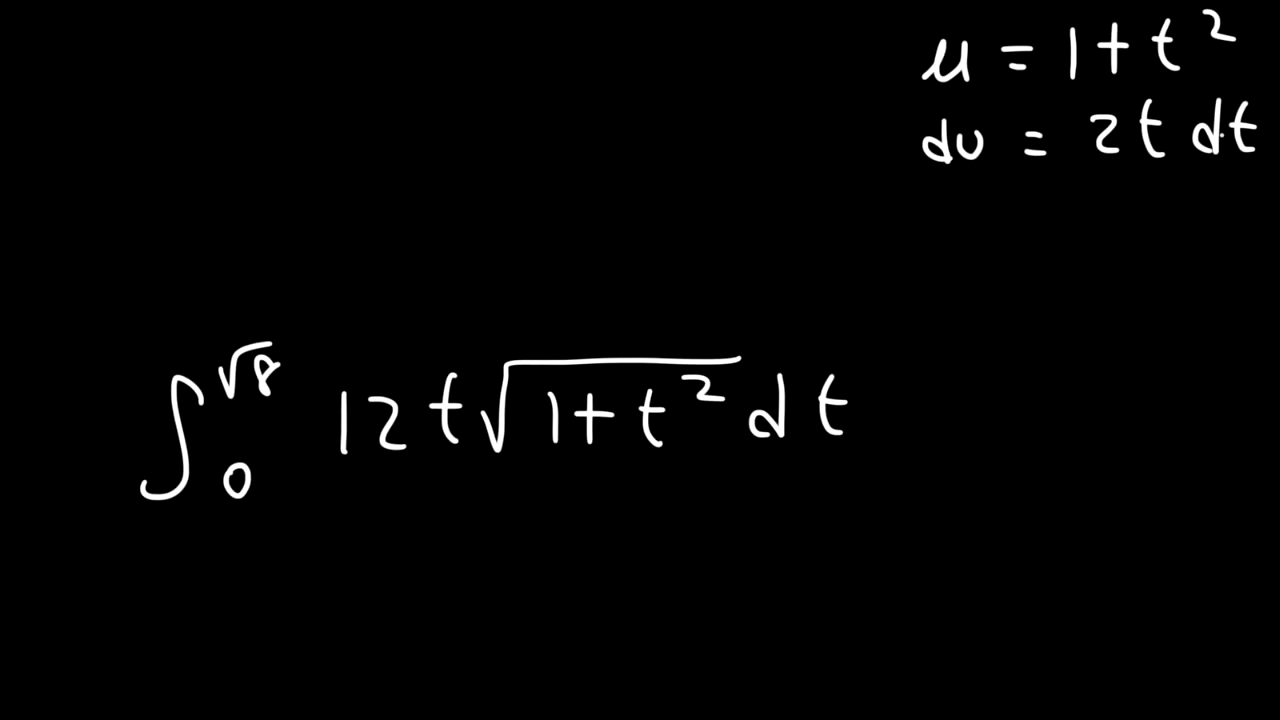 u = 1 + t²
du = 2t dt
∫₀^√8 12t√(1+t²) dt